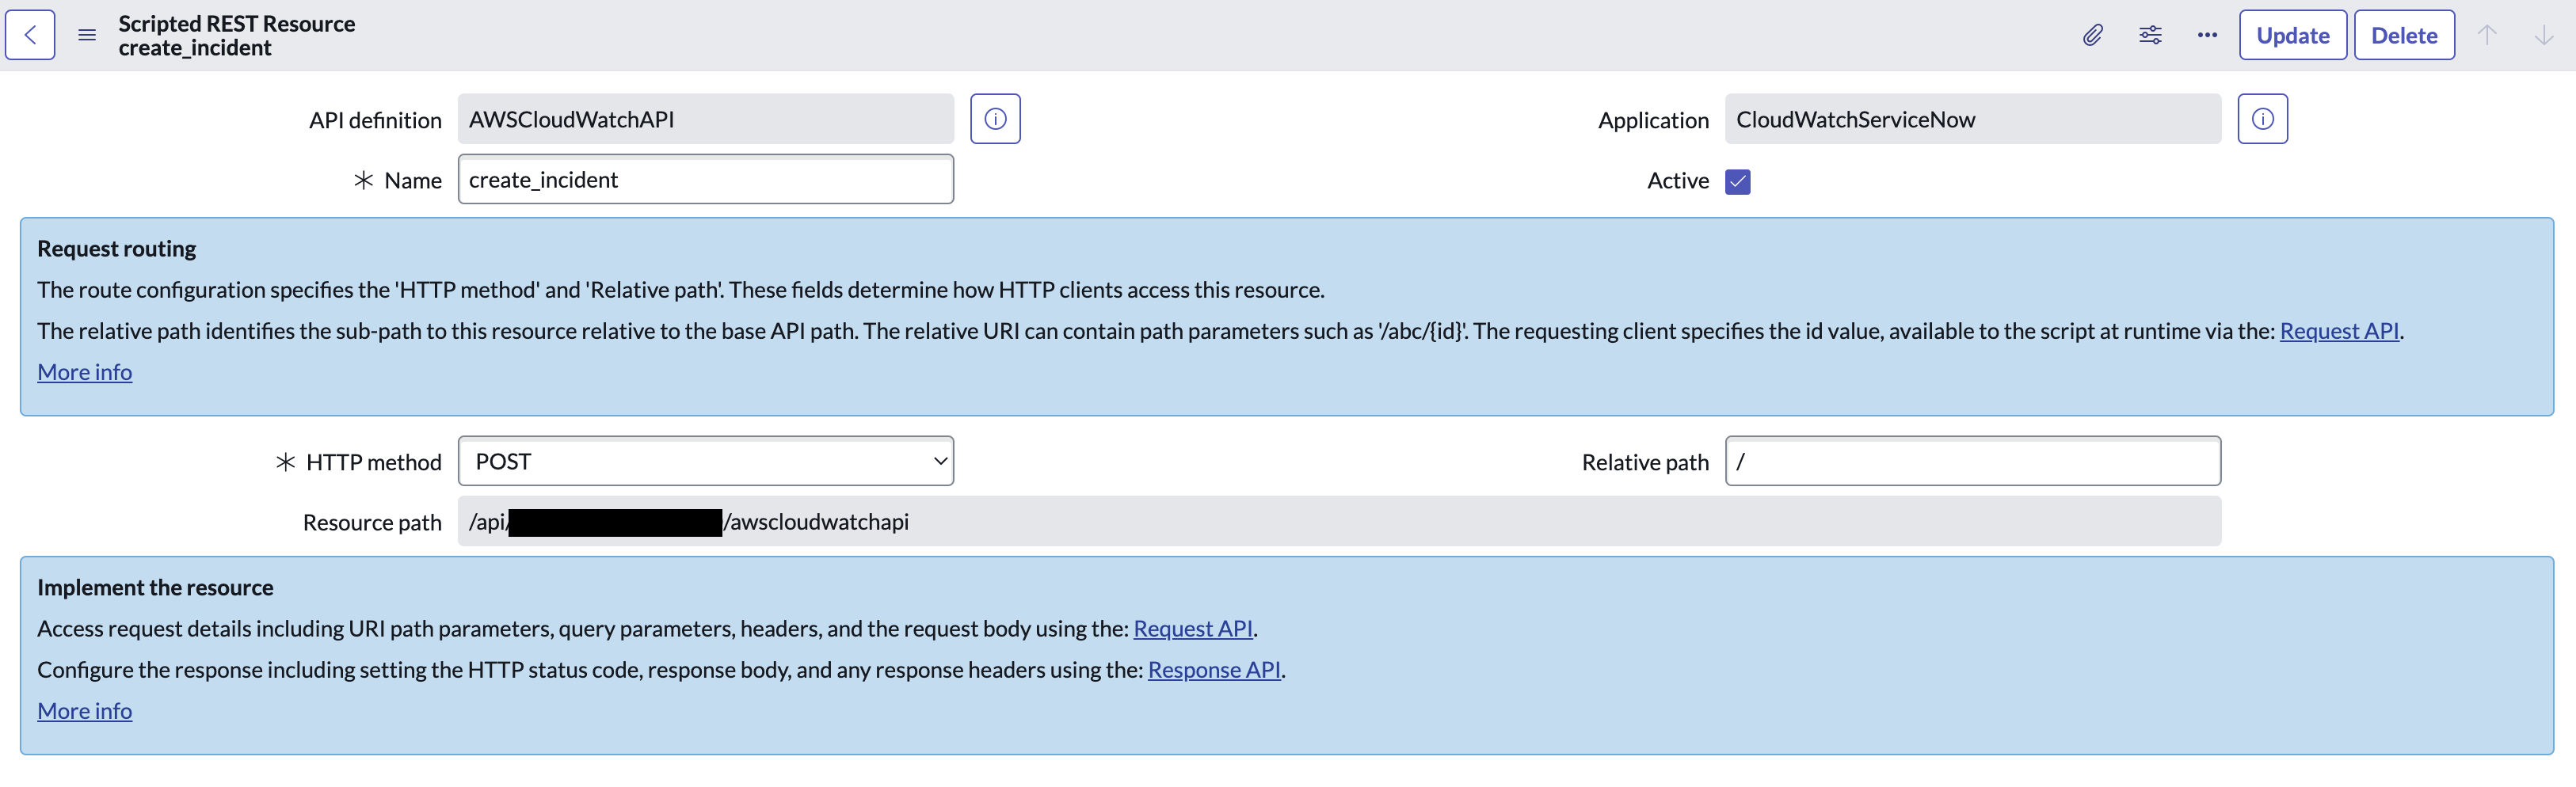 Scripted REST Resource
create_incident
Update
Delete
API definition
AWSCloudWatchAPI
Application
CloudWatchServiceNow
Name
create_incident
Active
Request routing
The route configuration specifies the 'HTTP method' and 'Relative path'. These fields determine how HTTP clients access this resource.
The relative path identifies the sub-path to this resource relative to the base API path. The relative URI can contain path parameters such as '/abc/{id}'. The requesting client specifies the id value, available to the script at runtime via the: Request API.
More info
HTTP method
POST
Relative path
/
Resource path
/api/ /awscloudwatchapi
Implement the resource
Access request details including URI path parameters, query parameters, headers, and the request body using the: Request API.
Configure the response including setting the HTTP status code, response body, and any response headers using the: Response API.
More info